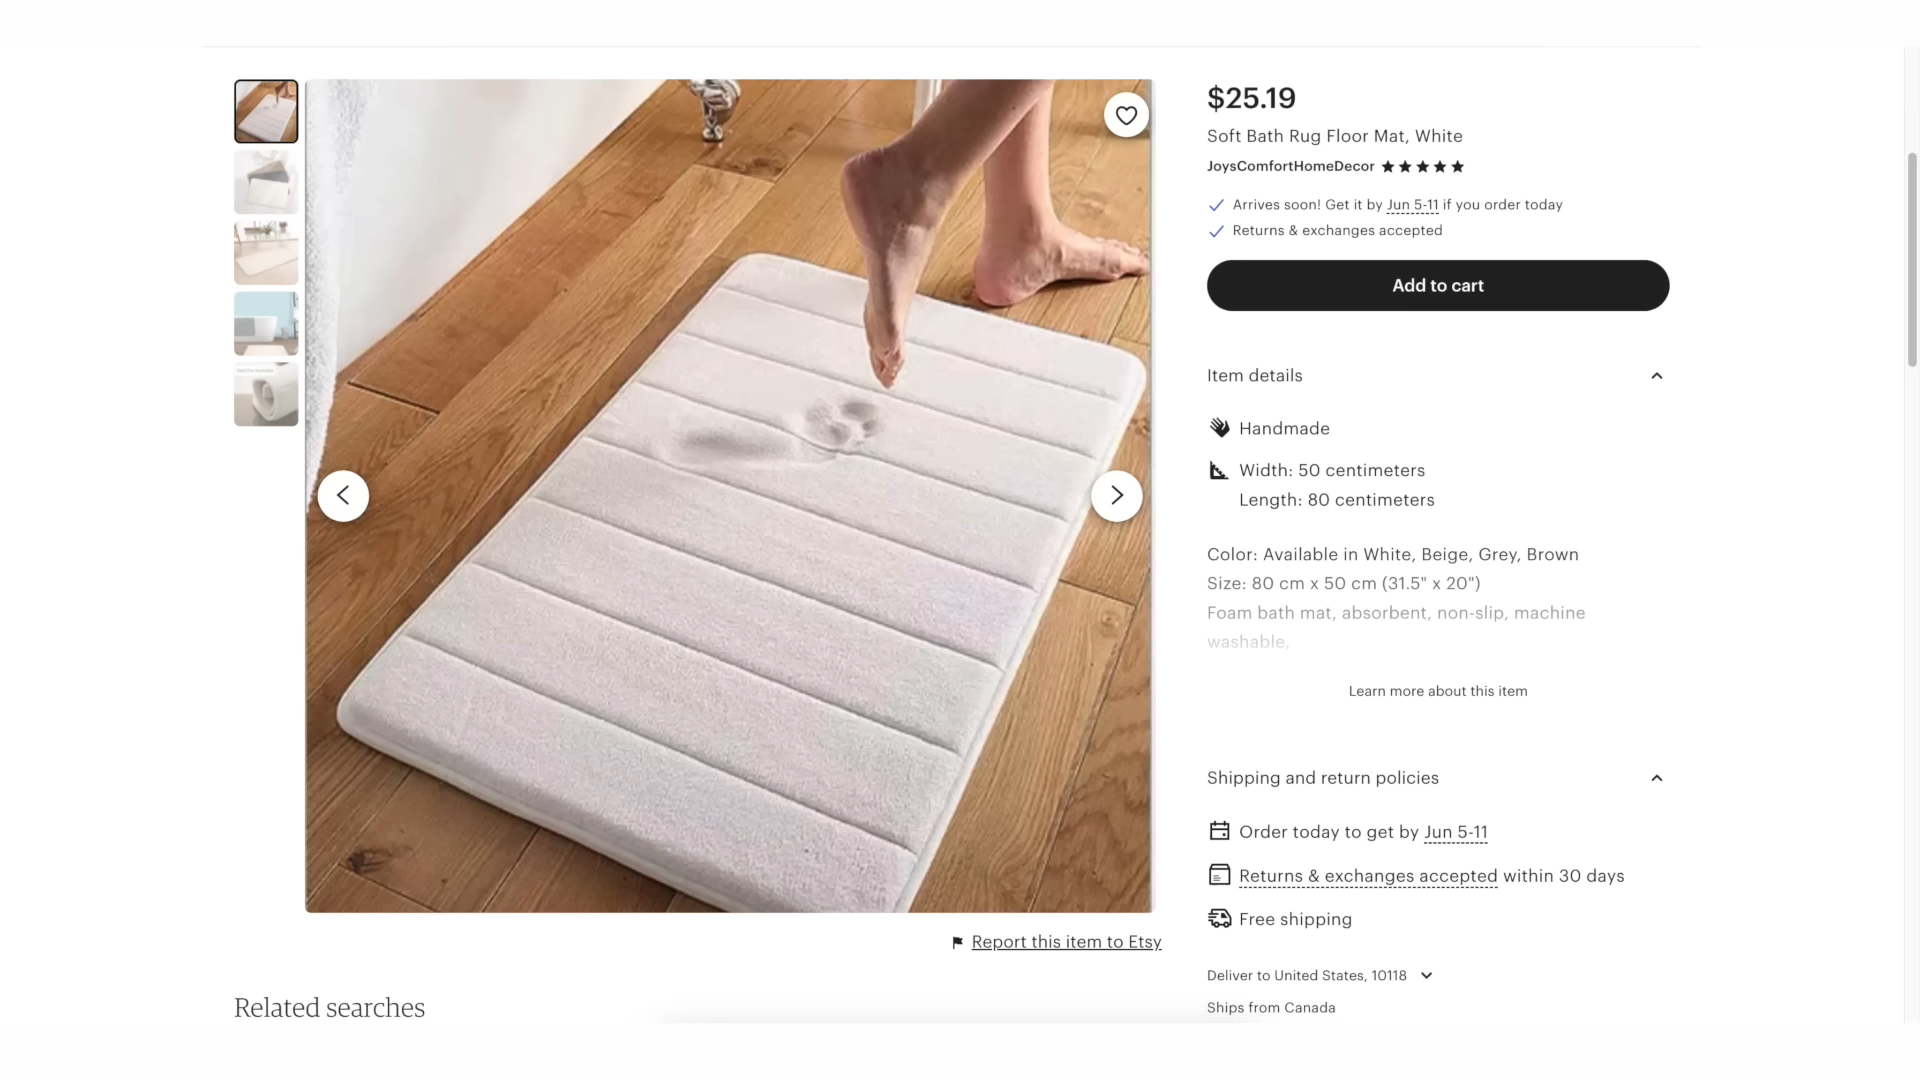 $25.19
Soft Bath Rug Floor Mat, White
JoysComfortHomeDecor ★★★★★
Arrives soon! Get it by Jun 5-11 if you order today
Returns & exchanges accepted
Add to cart
Item details
Handmade
Width: 50 centimeters
Length: 80 centimeters
Color: Available in White, Beige, Grey, Brown
Size: 80 cm x 50 cm (31.5" x 20")
Foam bath mat, absorbent, non-slip, machine
washable,
Learn more about this item
Shipping and return policies
Order today to get by Jun 5-11
Returns & exchanges accepted within 30 days
Free shipping
Deliver to United States, 10118
Ships from Canada
Report this item to Etsy
Related searches